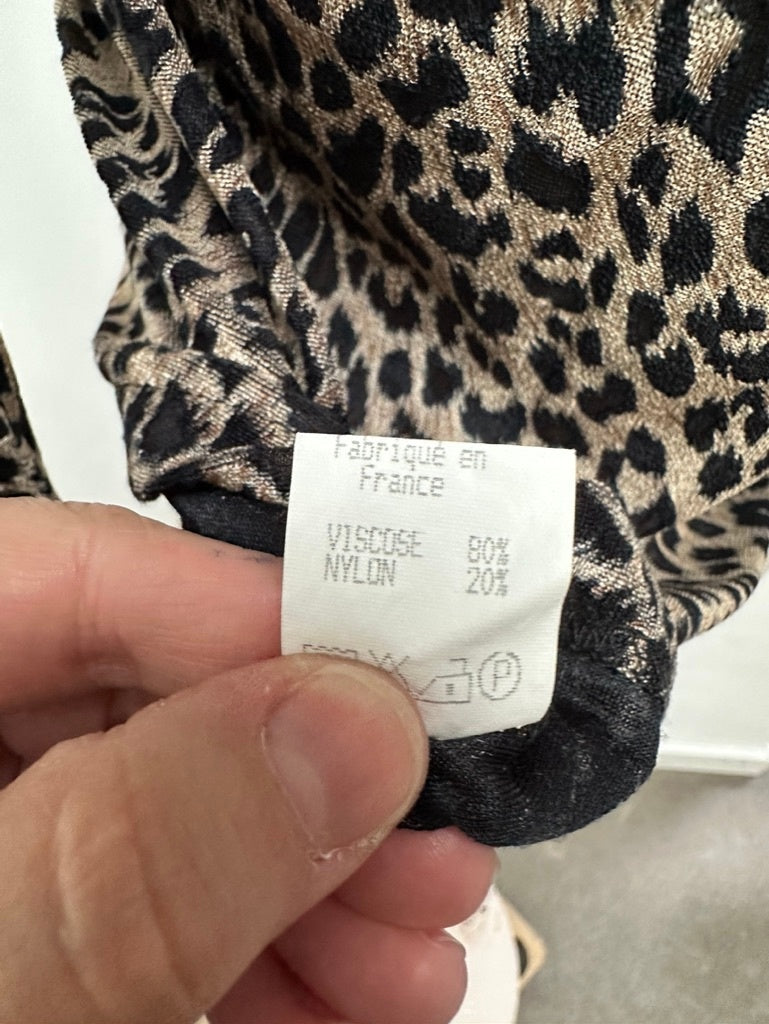 Fabriqué en
France
VISCOSE 80%
NYLON 20%
P